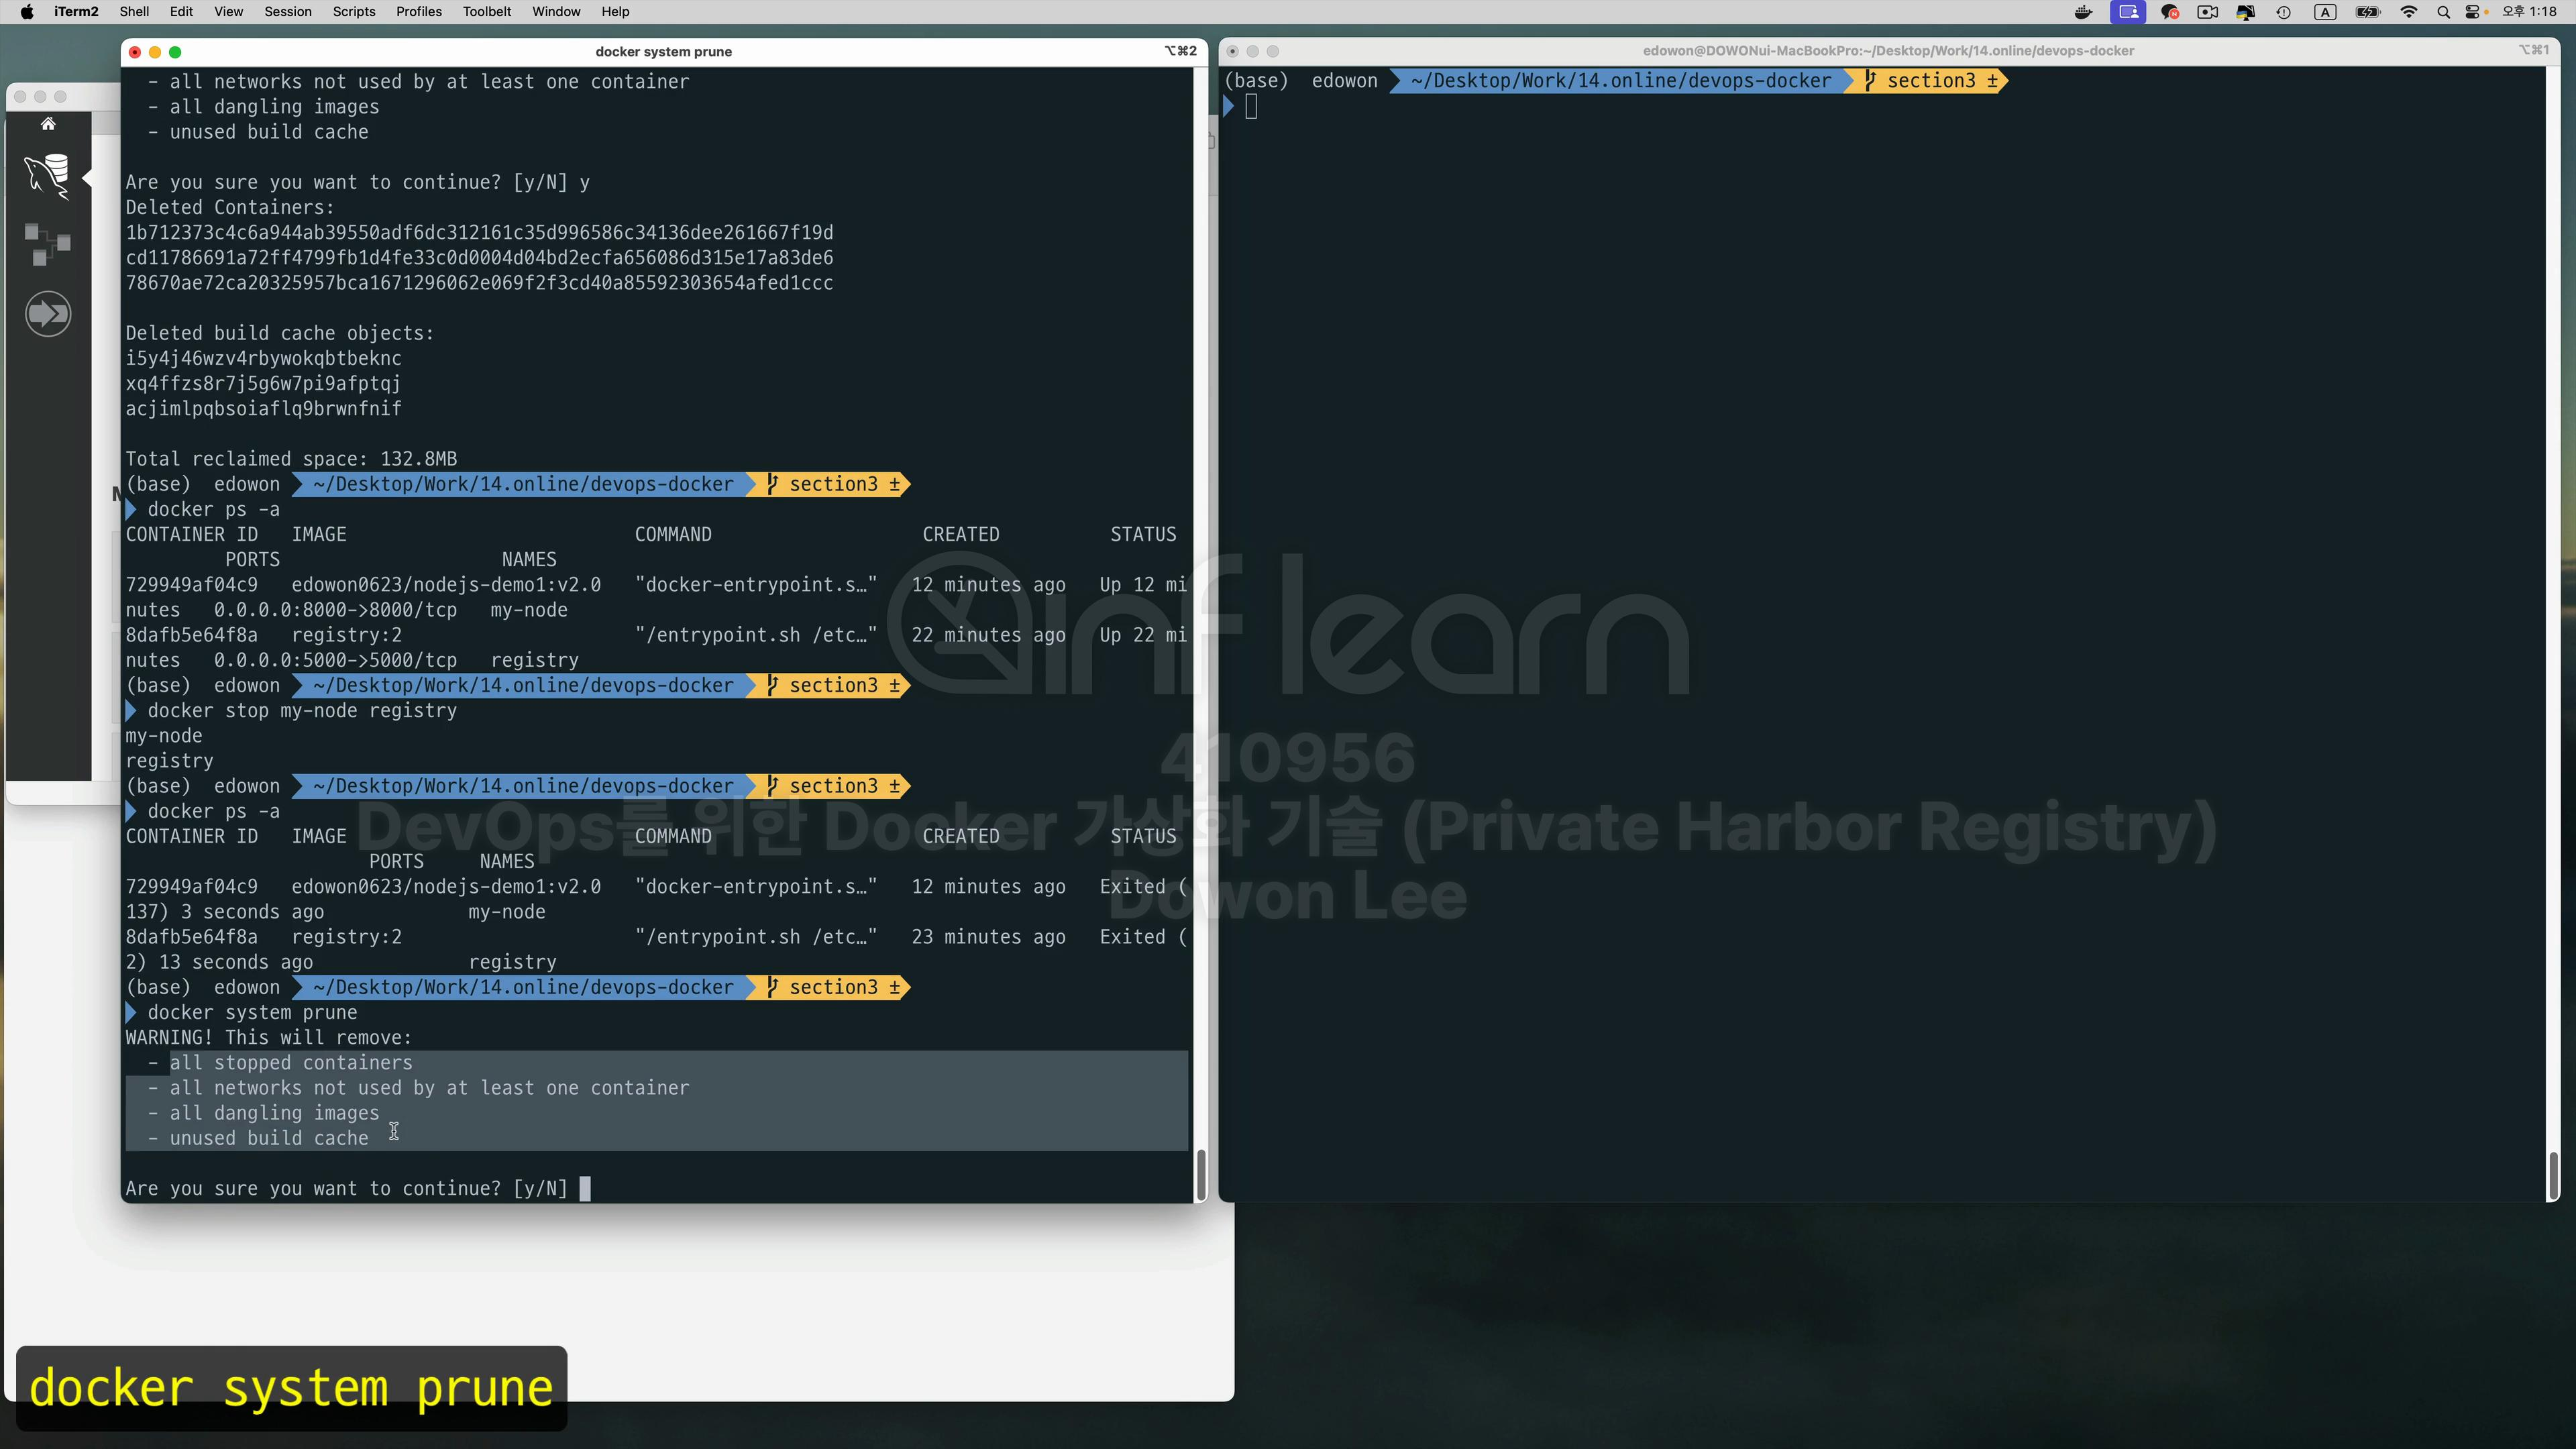 iTerm2 Shell Edit View Session Scripts Profiles Toolbelt Window Help
A
오후 1:18
docker system prune
⌥⌘2
- all networks not used by at least one container
- all dangling images
- unused build cache
Are you sure you want to continue? [y/N] y
Deleted Containers:
1b712373c4c6a944ab39550adf6dc312161c35d996586c34136dee261667f19d
cd11786691a72ff4799fb1d4fe33c0d0004d04bd2ecfa656086d315e17a83de6
78670ae72ca20325957bca1671296062e069f2f3cd40a85592303654afed1ccc
Deleted build cache objects:
i5y4j46wzv4rbywokqbtbeknc
xq4ffzs8r7j5g6w7pi9afptqj
acjimlpqbsoiaflq9brwnfnif
Total reclaimed space: 132.8MB
(base) edowon ~/Desktop/Work/14.online/devops-docker section3 ±
docker ps -a
CONTAINER ID IMAGE COMMAND CREATED STATUS
PORTS NAMES
729949af04c9 edowon0623/nodejs-demo1:v2.0 "docker-entrypoint.s…" 12 minutes ago Up 12 mi
nutes 0.0.0.0:8000->8000/tcp my-node
8dafb5e64f8a registry:2 "/entrypoint.sh /etc…" 22 minutes ago Up 22 mi
nutes 0.0.0.0:5000->5000/tcp registry
(base) edowon ~/Desktop/Work/14.online/devops-docker section3 ±
docker stop my-node registry
my-node
registry
(base) edowon ~/Desktop/Work/14.online/devops-docker section3 ±
docker ps -a
CONTAINER ID IMAGE COMMAND CREATED STATUS
PORTS NAMES
729949af04c9 edowon0623/nodejs-demo1:v2.0 "docker-entrypoint.s…" 12 minutes ago Exited (
137) 3 seconds ago my-node
8dafb5e64f8a registry:2 "/entrypoint.sh /etc…" 23 minutes ago Exited (
2) 13 seconds ago registry
(base) edowon ~/Desktop/Work/14.online/devops-docker section3 ±
docker system prune
WARNING! This will remove:
- all stopped containers
- all networks not used by at least one container
- all dangling images
- unused build cache
Are you sure you want to continue? [y/N]
edowon@DOWONui-MacBookPro:~/Desktop/Work/14.online/devops-docker
⌥⌘1
(base) edowon ~/Desktop/Work/14.online/devops-docker section3 ±
inflearn
410956
DevOps를 위한 Docker 가상화 기술 (Private Harbor Registry)
Dowon Lee
docker system prune